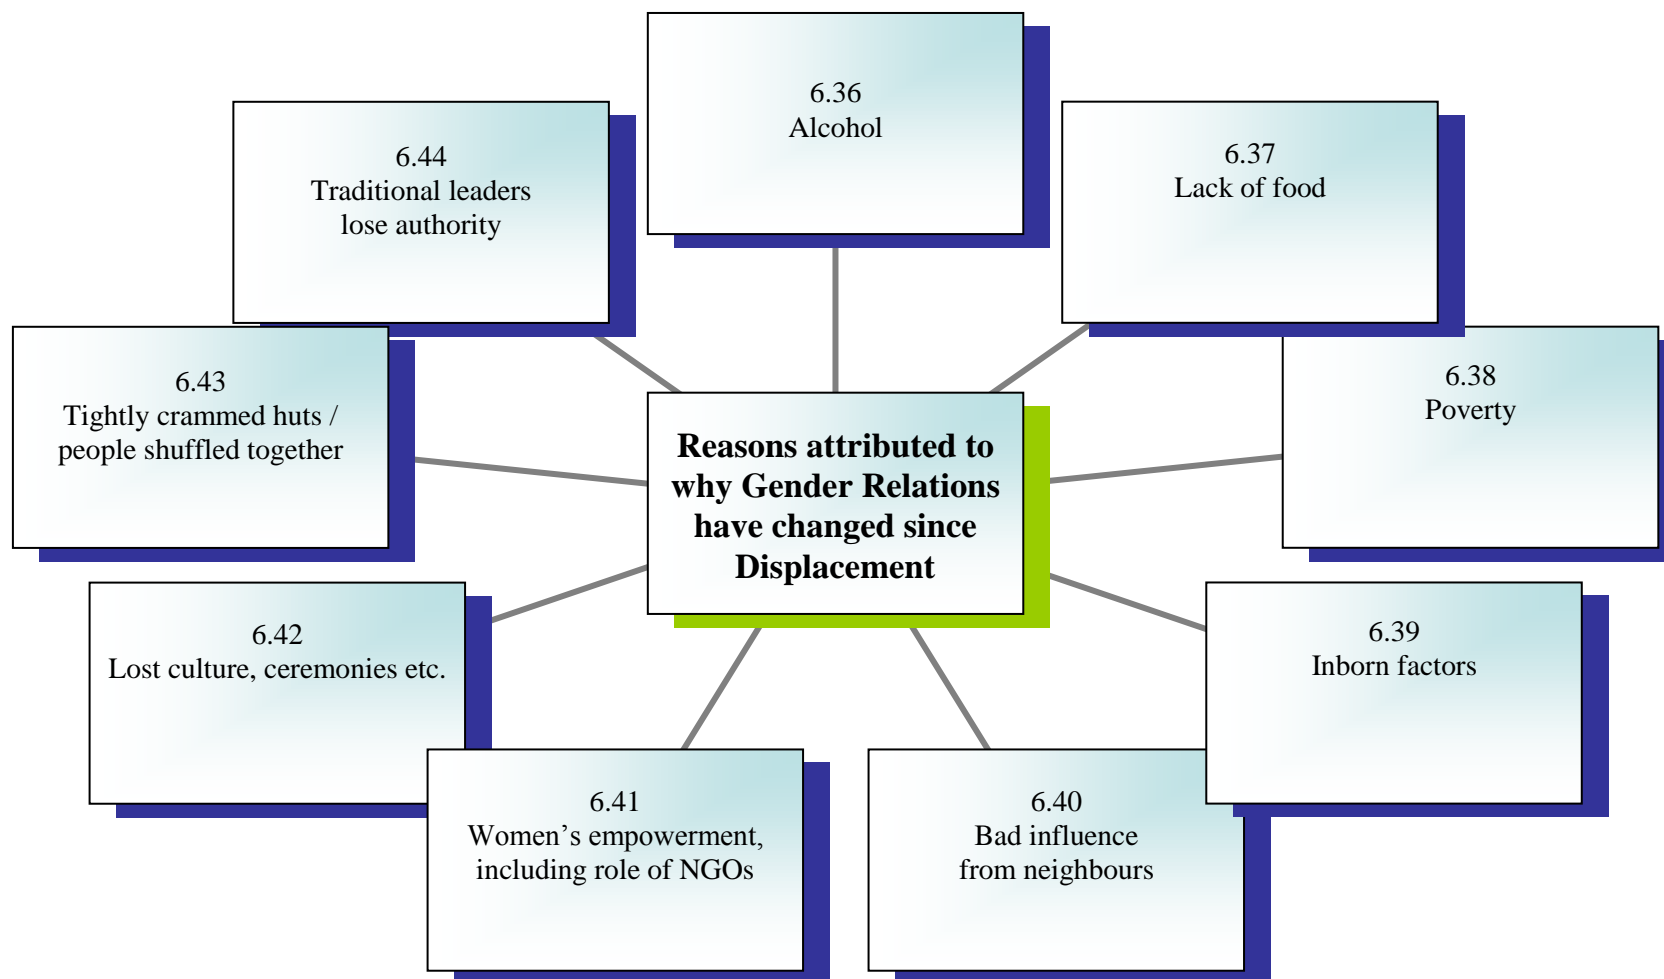 6.36
Alcohol
6.37
Lack of food
6.38
Poverty
6.39
Inborn factors
6.40
Bad influence
from neighbours
6.41
Women’s empowerment,
including role of NGOs
6.42
Lost culture, ceremonies etc.
6.43
Tightly crammed huts /
people shuffled together
6.44
Traditional leaders
lose authority
Reasons attributed to
why Gender Relations
have changed since
Displacement